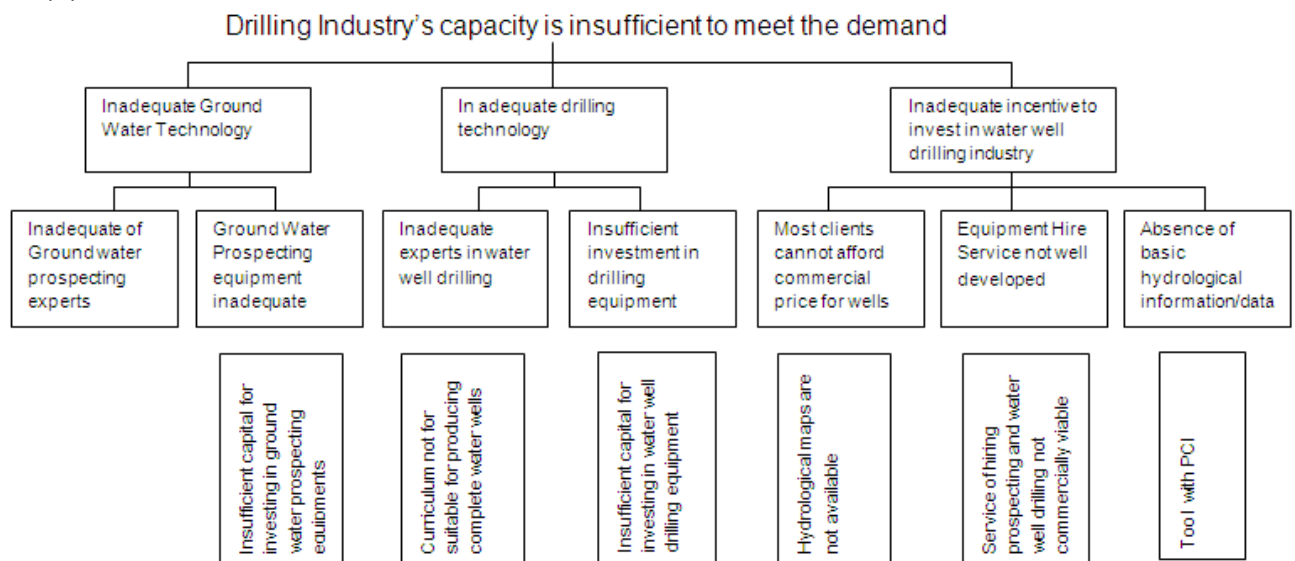 Drilling Industry's capacity is insufficient to meet the demand
Inadequate Ground
Water Technology
In adequate drilling
technology
Inadequate incentive to
invest in water well
drilling industry
Inadequate of
Ground water
prospecting
experts
Ground Water
Prospecting
equipment
inadequate
Inadequate
experts in water
well drilling
Insufficient
investment in
drilling
equipment
Most clients
cannot afford
commercial
price for wells
Equipment Hire
Service not well
developed
Absence of
basic
hydrological
information/data
Insufficient capital for
investing in ground
water prospecting
equipments
Curriculum not for
suitable for producing
complete water wells
Insufficient capital for
investing in water well
drilling equipment
Hydrological maps are
not available
Service of hiring
prospecting and water
well drilling not
commercially viable
Tool with PCI